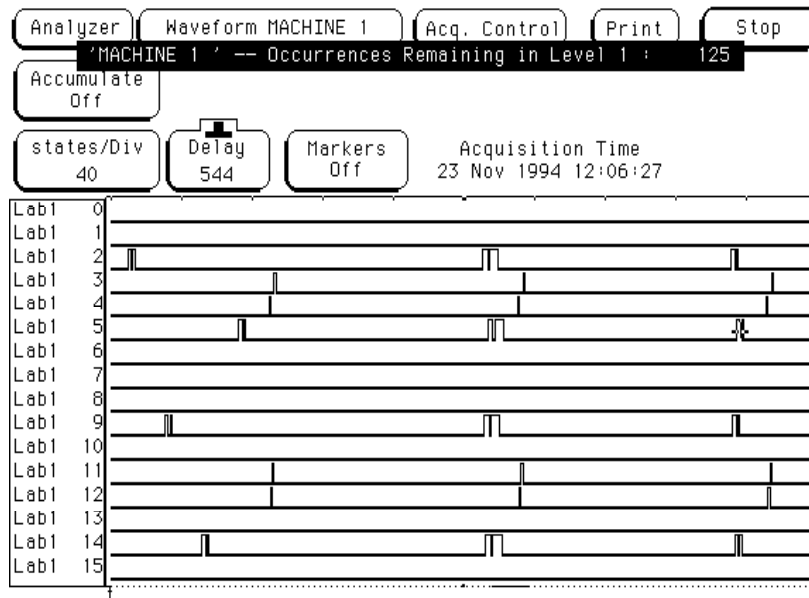 Analyzer Waveform MACHINE 1 Acq. Control Print Stop
'MACHINE 1 ' -- Occurrences Remaining in Level 1 : 125
Accumulate
Off
states/Div
40
Delay
544
Markers
Off
Acquisition Time
23 Nov 1994 12:06:27
Lab1 0
Lab1 1
Lab1 2
Lab1 3
Lab1 4
Lab1 5
Lab1 6
Lab1 7
Lab1 8
Lab1 9
Lab1 10
Lab1 11
Lab1 12
Lab1 13
Lab1 14
Lab1 15